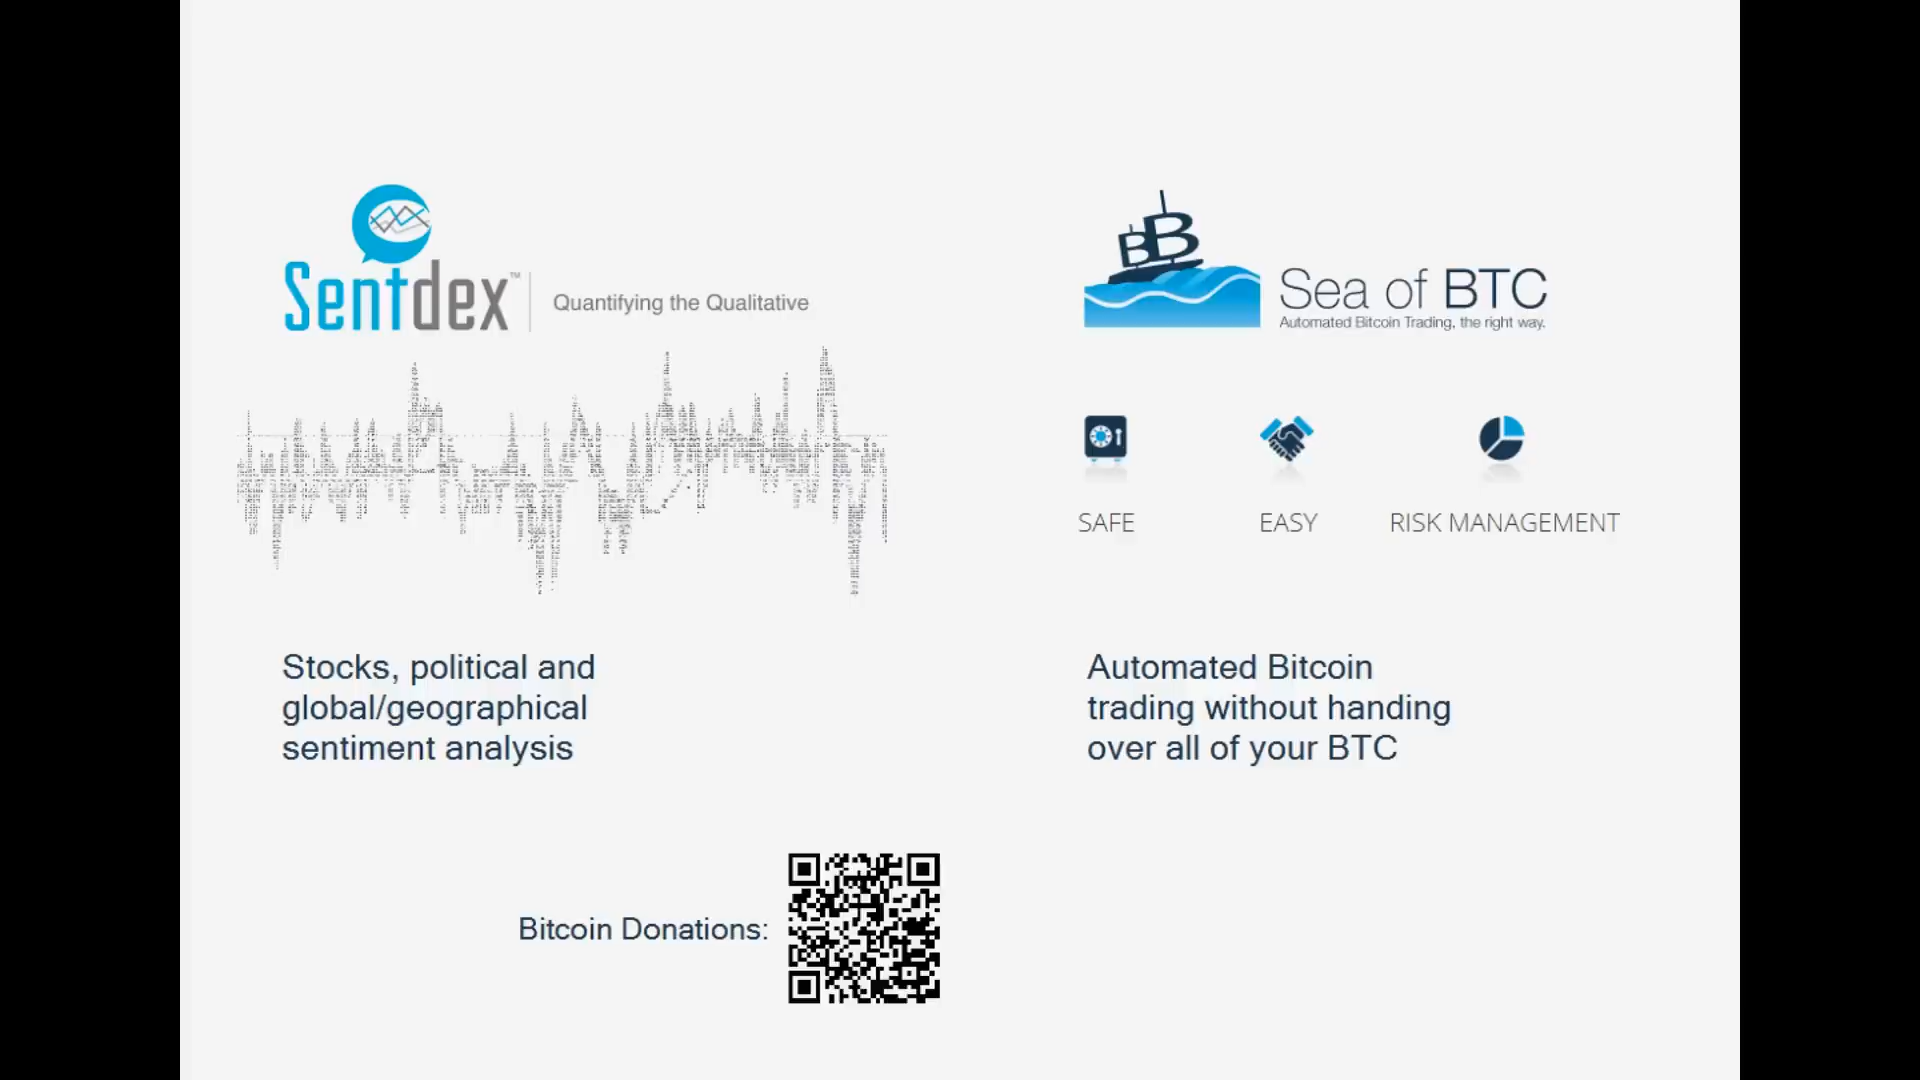 Sentdex™
Quantifying the Qualitative
Stocks, political and
global/geographical
sentiment analysis
BB
Sea of BTC
Automated Bitcoin Trading, the right way.
SAFE
EASY
RISK MANAGEMENT
Automated Bitcoin
trading without handing
over all of your BTC
Bitcoin Donations: